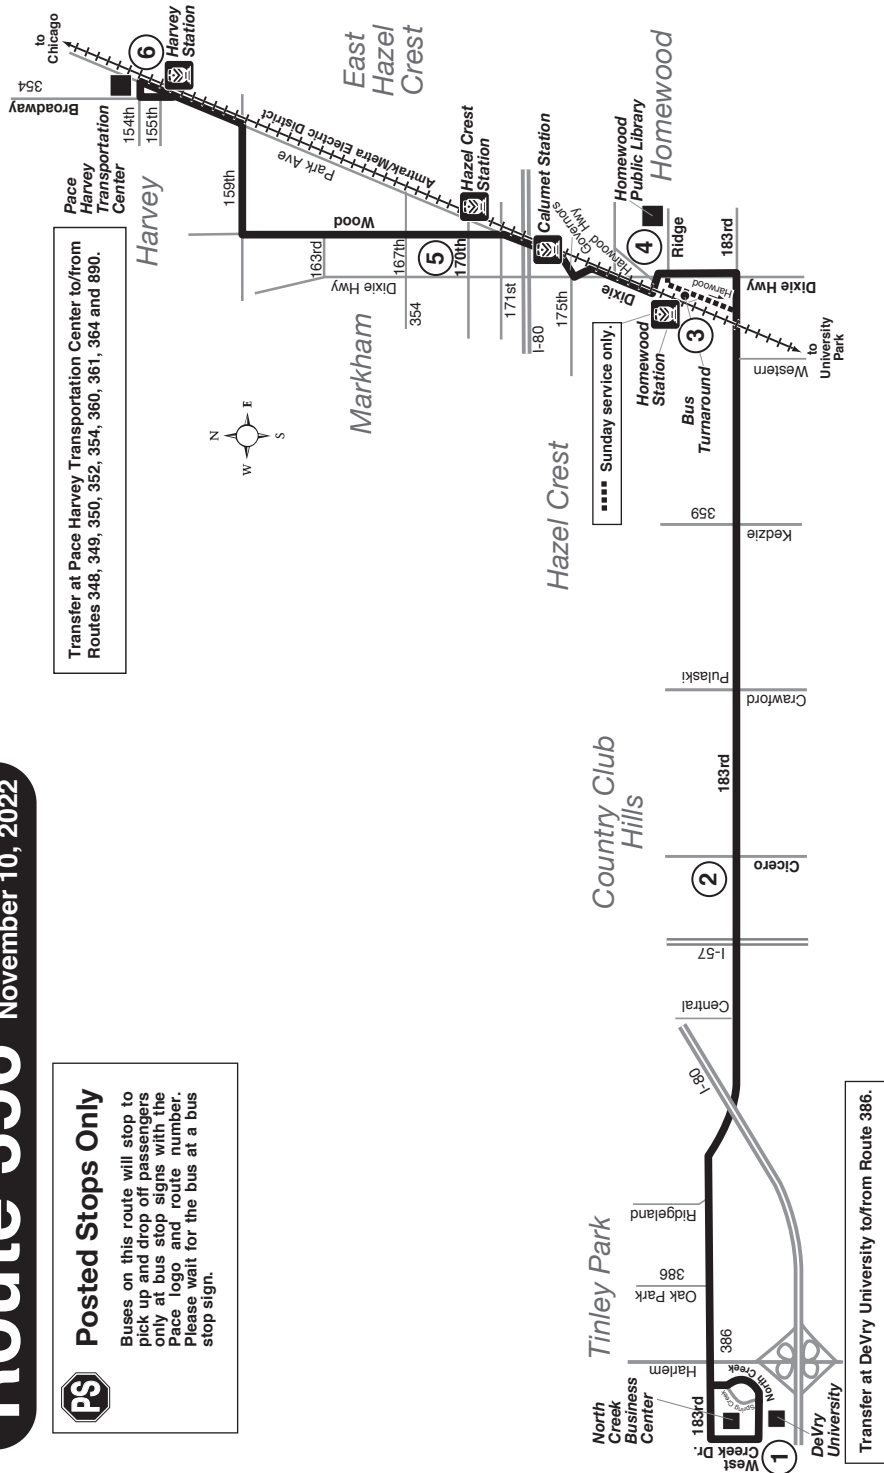 Route
November 10, 2022
PS
Posted Stops Only
Buses on this route will stop to
pick up and drop off passengers
only at bus stop signs with the
Pace logo and route number.
Please wait for the bus at a bus
stop sign.
Transfer at Pace Harvey Transportation Center to/from
Routes 348, 349, 350, 352, 354, 360, 361, 364 and 890.
Pace
Harvey
Transportation
Center
Broadway
354
to
Chicago
6
Harvey
Station
154th
155th
Harvey
159th
Amtrak/Metra Electric District
Park Ave
East
Hazel
Crest
N
W
E
S
Wood
163rd
167th
5
170th
Dixie Hwy
354
Markham
Hazel Crest
Station
171st
I-80
Calumet Station
175th
Governors
Hwy
Harwood
Dixie
Hazel Crest
Sunday service only.
Homewood
Homewood
Public Library
4
Ridge
183rd
Harwood
Dixie Hwy
Homewood
Station
3
Bus
Turnaround
Western
to
University
Park
359
Kedzie
Pulaski
Crawford
183rd
Country Club
Hills
2
Cicero
I-57
Central
I-80
Tinley Park
Ridgeland
386
Oak Park
386
Harlem
North Creek
Spring Creek
North
Creek
Business
Center
183rd
West
Creek Dr.
1
DeVry
University
Transfer at DeVry University to/from Route 386.